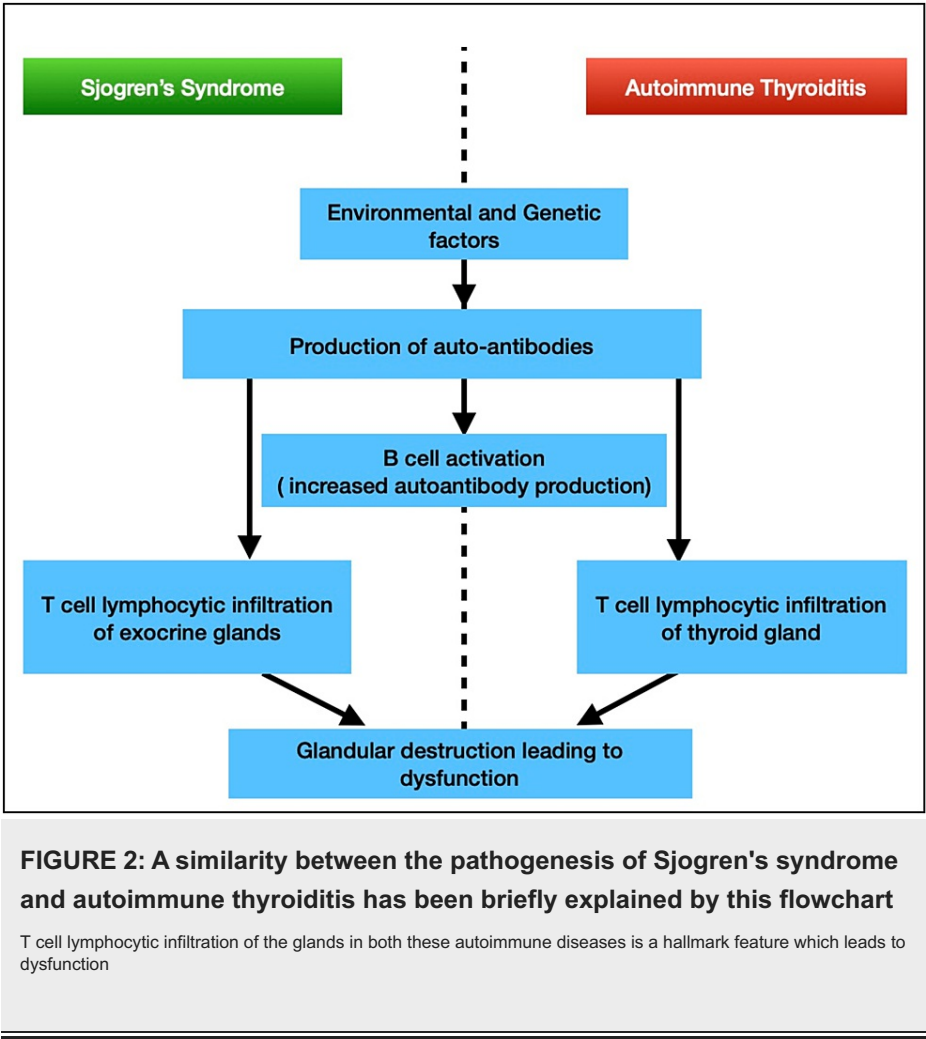 Sjogren's Syndrome
Autoimmune Thyroiditis
Environmental and Genetic
factors
Production of auto-antibodies
B cell activation
( increased autoantibody production)
T cell lymphocytic infiltration
of exocrine glands
T cell lymphocytic infiltration
of thyroid gland
Glandular destruction leading to
dysfunction
FIGURE 2: A similarity between the pathogenesis of Sjogren's syndrome
and autoimmune thyroiditis has been briefly explained by this flowchart
T cell lymphocytic infiltration of the glands in both these autoimmune diseases is a hallmark feature which leads to
dysfunction